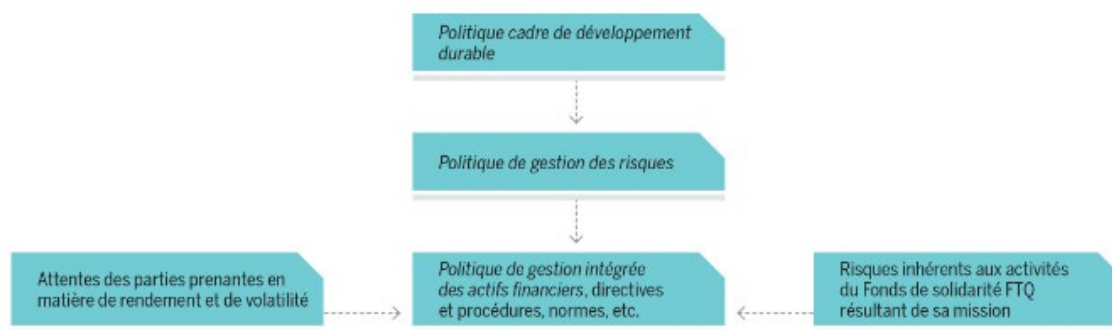 Politique cadre de développement
durable
Politique de gestion des risques
Attentes des parties prenantes en
matière de rendement et de volatilité
Politique de gestion intégrée
des actifs financiers, directives
et procédures, normes, etc.
Risques inhérents aux activités
du Fonds de solidarité FTQ
résultant de sa mission